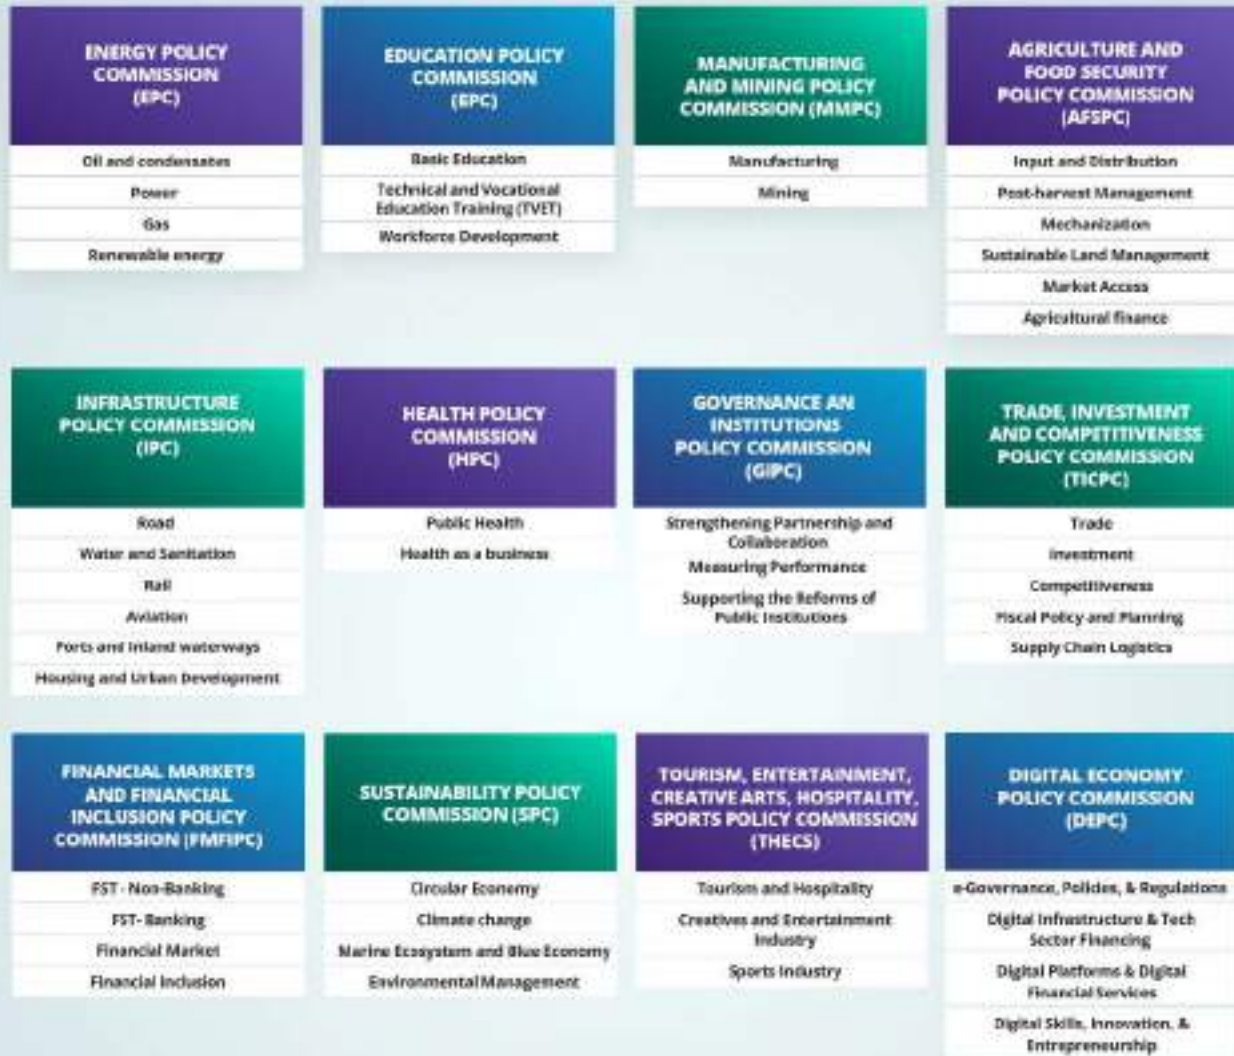 ENERGY POLICY
COMMISSION
(EPC)
Oil and condensates
Power
Gas
Renewable energy
EDUCATION POLICY
COMMISSION
(EPC)
Basic Education
Technical and Vocational
Education Training (TVET)
Workforce Development
MANUFACTURING
AND MINING POLICY
COMMISSION (MMPC)
Manufacturing
Mining
AGRICULTURE AND
FOOD SECURITY
POLICY COMMISSION
(AFSPC)
Input and Distribution
Post-harvest Management
Mechanization
Sustainable Land Management
Market Access
Agricultural finance
INFRASTRUCTURE
POLICY COMMISSION
(IPC)
Road
Water and Sanitation
Rail
Aviation
Ports and Inland waterways
Housing and Urban Development
HEALTH POLICY
COMMISSION
(HPC)
Public Health
Health as a business
GOVERNANCE AN
INSTITUTIONS
POLICY COMMISSION
(GIPC)
Strengthening Partnership and
Collaboration
Measuring Performance
Supporting the Reforms of
Public Institutions
TRADE, INVESTMENT
AND COMPETITIVENESS
POLICY COMMISSION
(TICPC)
Trade
Investment
Competitiveness
Fiscal Policy and Planning
Supply Chain Logistics
FINANCIAL MARKETS
AND FINANCIAL
INCLUSION POLICY
COMMISSION (FMFIPC)
FST - Non-Banking
FST- Banking
Financial Market
Financial Inclusion
SUSTAINABILITY POLICY
COMMISSION (SPC)
Circular Economy
Climate change
Marine Ecosystem and Blue Economy
Environmental Management
TOURISM, ENTERTAINMENT,
CREATIVE ARTS, HOSPITALITY,
SPORTS POLICY COMMISSION
(THECS)
Tourism and Hospitality
Creatives and Entertainment
Industry
Sports Industry
DIGITAL ECONOMY
POLICY COMMISSION
(DEPC)
e-Governance, Policies, & Regulations
Digital Infrastructure & Tech
Sector Financing
Digital Platforms & Digital
Financial Services
Digital Skills, Innovation, &
Entrepreneurship